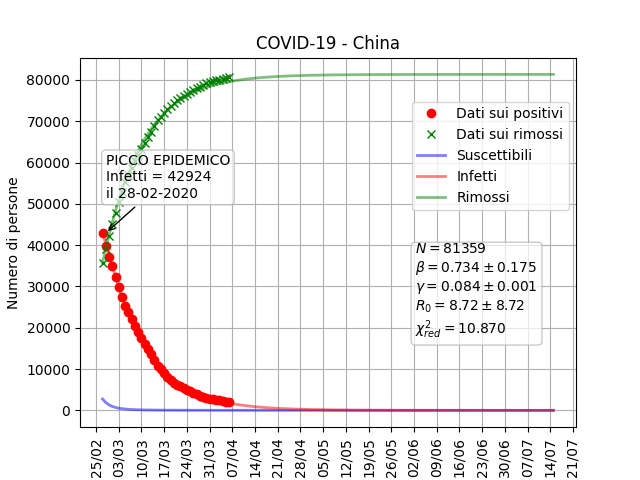 COVID-19 - China
Numero di persone
80000
70000
60000
50000
40000
30000
20000
10000
0
PICCO EPIDEMICO
Infetti = 42924
il 28-02-2020
Dati sui positivi
Dati sui rimossi
Suscettibili
Infetti
Rimossi
N = 81359
β = 0.734 ± 0.175
γ = 0.084 ± 0.001
R₀ = 8.72 ± 8.72
χ²red = 10.870
25/02
03/03
10/03
17/03
24/03
31/03
07/04
14/04
21/04
28/04
05/05
12/05
19/05
26/05
02/06
09/06
16/06
23/06
30/06
07/07
14/07
21/07